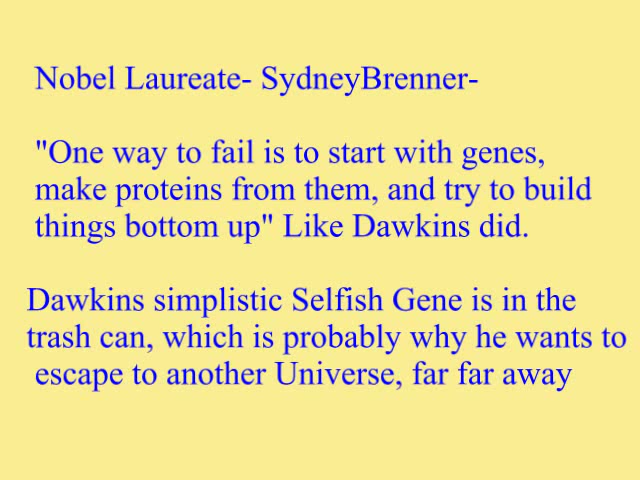 Nobel Laureate- SydneyBrenner-
"One way to fail is to start with genes,
make proteins from them, and try to build
things bottom up" Like Dawkins did.
Dawkins simplistic Selfish Gene is in the
trash can, which is probably why he wants to
escape to another Universe, far far away